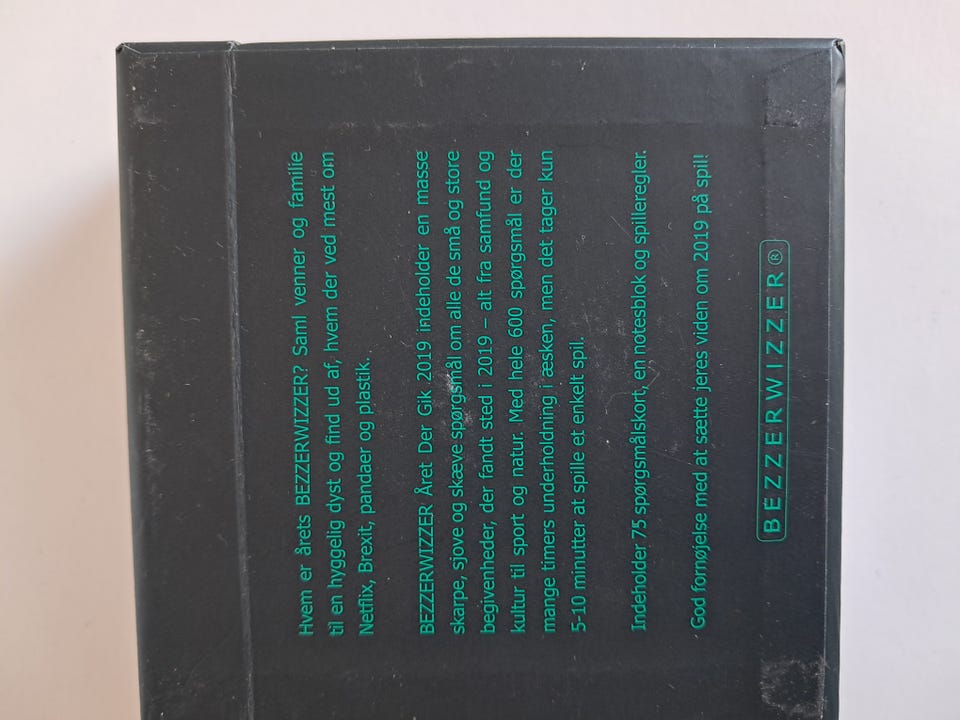 Hvem er årets BEZZERWIZZER? Saml venner og familie
til en hyggelig dyst og find ud af, hvem der ved mest om
Netflix, Brexit, pandaer og plastik.
BEZZERWIZZER Året Der Gik 2019 indeholder en masse
skarpe, sjove og skæve spørgsmål om alle de små og store
begivenheder, der fandt sted i 2019 – alt fra samfund og
kultur til sport og natur. Med hele 600 spørgsmål er der
mange timers underholdning i æsken, men det tager kun
5-10 minutter at spille et enkelt spil.
Indeholder 75 spørgsmålskort, en notesblok og spilleregler.
God fornøjelse med at sætte jeres viden om 2019 på spil!
BEZZERWIZZER®